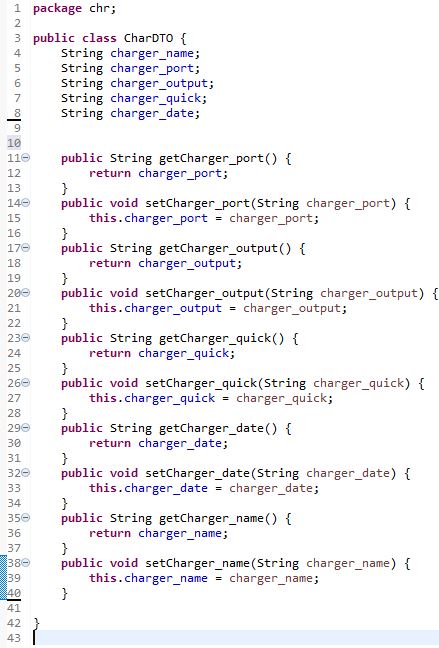 1 package chr;
2
3 public class CharDTO {
4     String charger_name;
5     String charger_port;
6     String charger_output;
7     String charger_quick;
8     String charger_date;
9
10
11     public String getCharger_port() {
12         return charger_port;
13     }
14     public void setCharger_port(String charger_port) {
15         this.charger_port = charger_port;
16     }
17     public String getCharger_output() {
18         return charger_output;
19     }
20     public void setCharger_output(String charger_output) {
21         this.charger_output = charger_output;
22     }
23     public String getCharger_quick() {
24         return charger_quick;
25     }
26     public void setCharger_quick(String charger_quick) {
27         this.charger_quick = charger_quick;
28     }
29     public String getCharger_date() {
30         return charger_date;
31     }
32     public void setCharger_date(String charger_date) {
33         this.charger_date = charger_date;
34     }
35     public String getCharger_name() {
36         return charger_name;
37     }
38     public void setCharger_name(String charger_name) {
39         this.charger_name = charger_name;
40     }
41
42 }
43